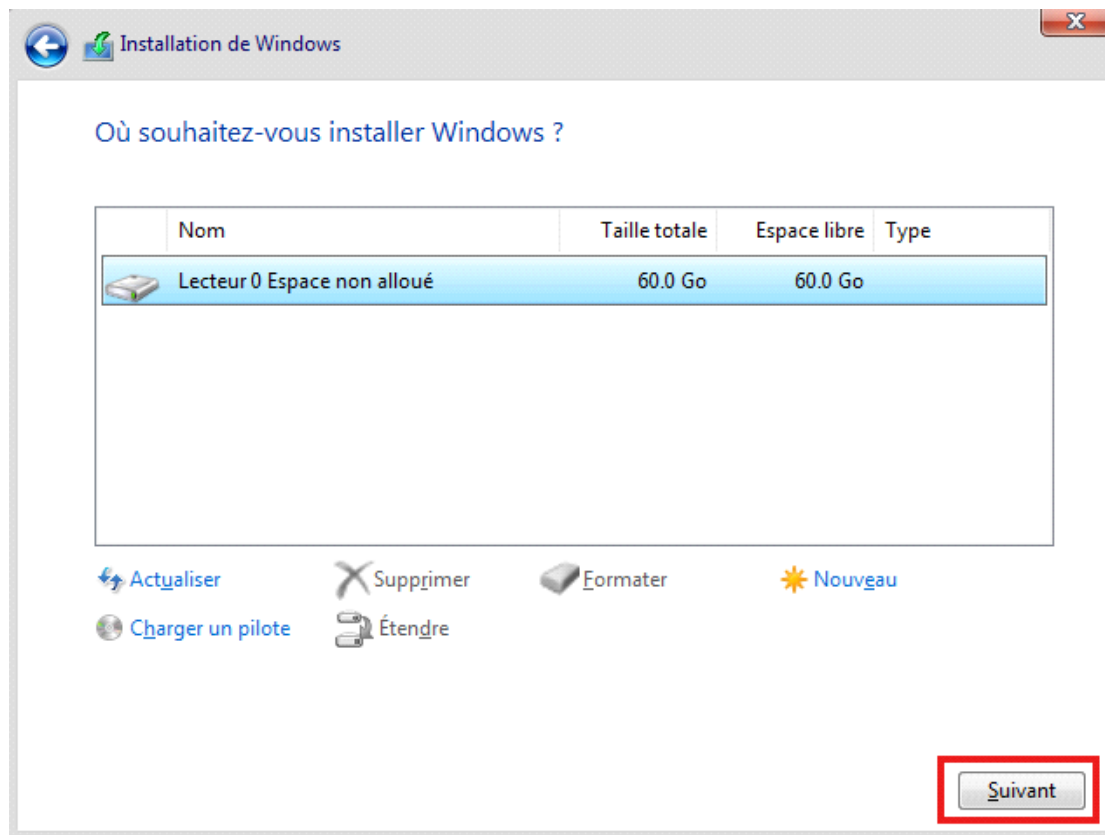 Installation de Windows
Où souhaitez-vous installer Windows ?
Nom Taille totale Espace libre Type
Lecteur 0 Espace non alloué 60.0 Go 60.0 Go
Actualiser Supprimer Formater Nouveau
Charger un pilote Étendre
Suivant